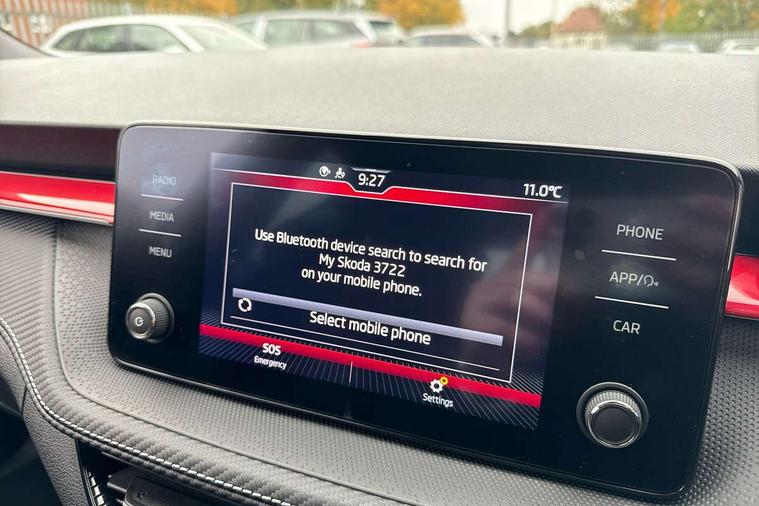 RADIO
MEDIA
MENU
9:27
11.0°C
Use Bluetooth device search to search for
My Skoda 3722
on your mobile phone.
Select mobile phone
SOS
Emergency
Settings
PHONE
APP/
CAR